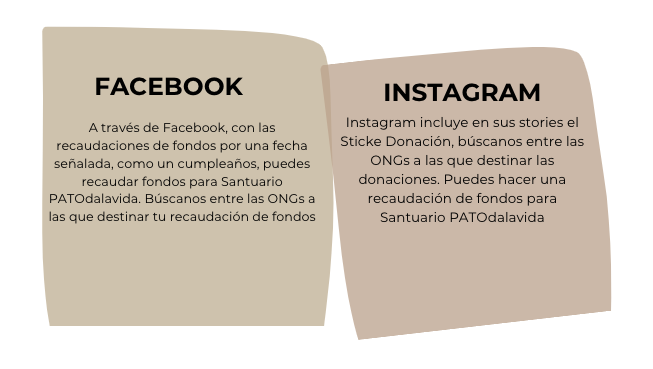 FACEBOOK
A través de Facebook, con las
recaudaciones de fondos por una fecha
señalada, como un cumpleaños, puedes
recaudar fondos para Santuario
PATOdalavida. Búscanos entre las ONGs a
las que destinar tu recaudación de fondos
INSTAGRAM
Instagram incluye en sus stories el
Sticke Donación, búscanos entre las
ONGs a las que destinar las
donaciones. Puedes hacer una
recaudación de fondos para
Santuario PATOdalavida